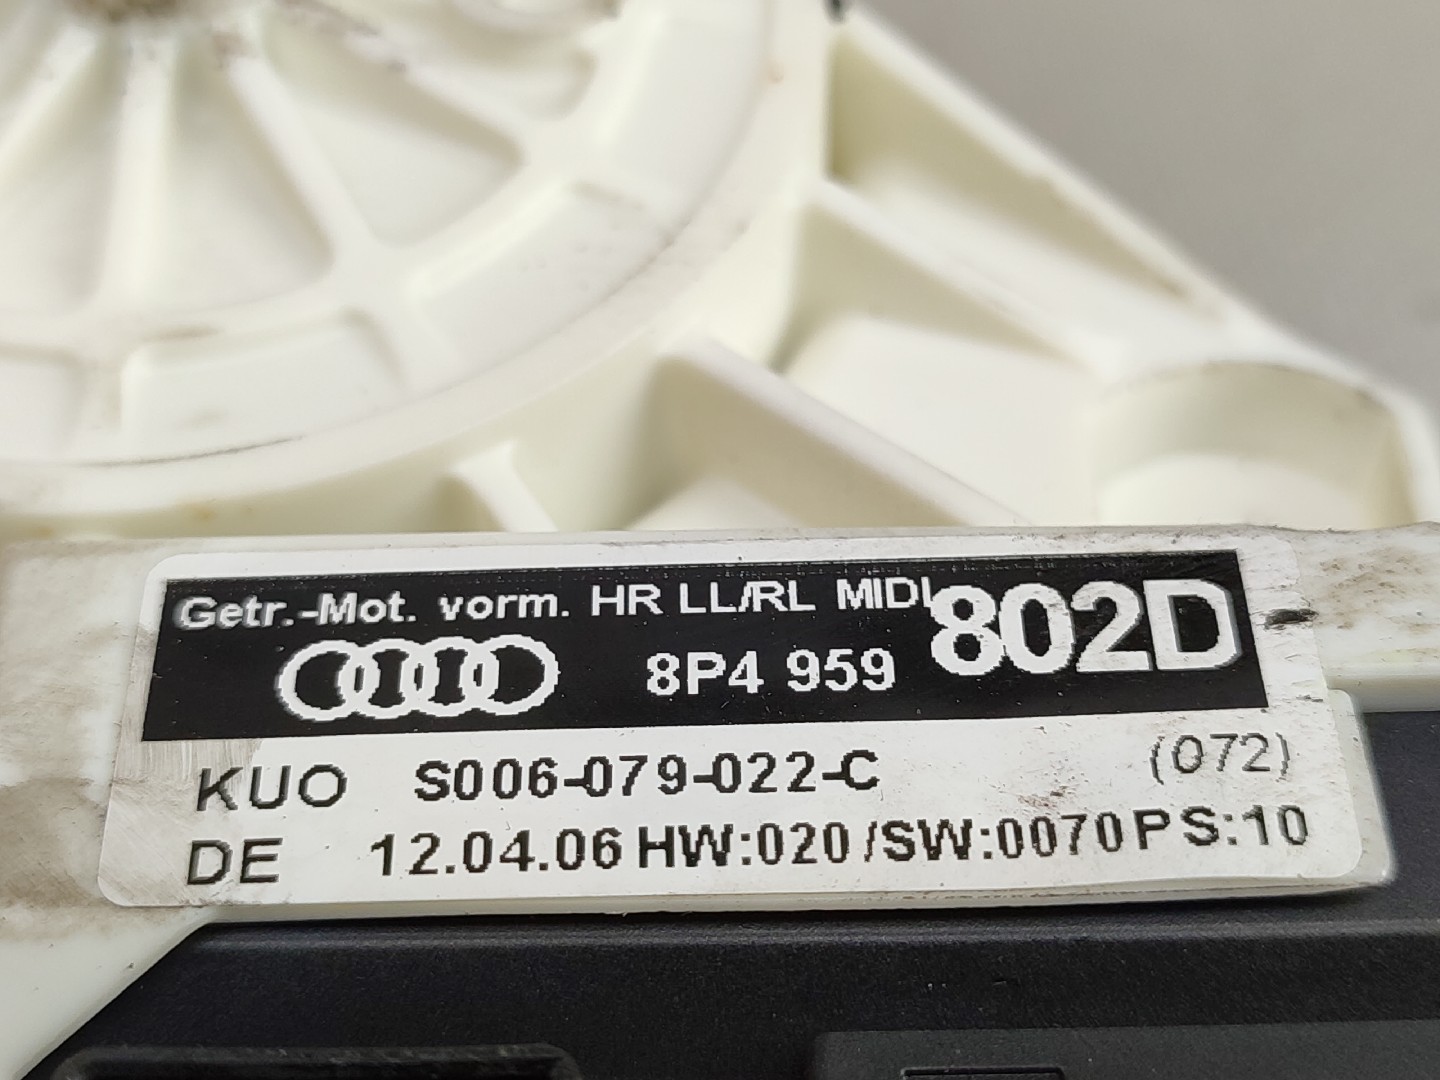 Getr.-Mot. vorm. HR LL/RL MIDI
8P4 959 802D
KUO S006-079-022-C (072)
DE 12.04.06 HW:020 /SW:0070 PS:10